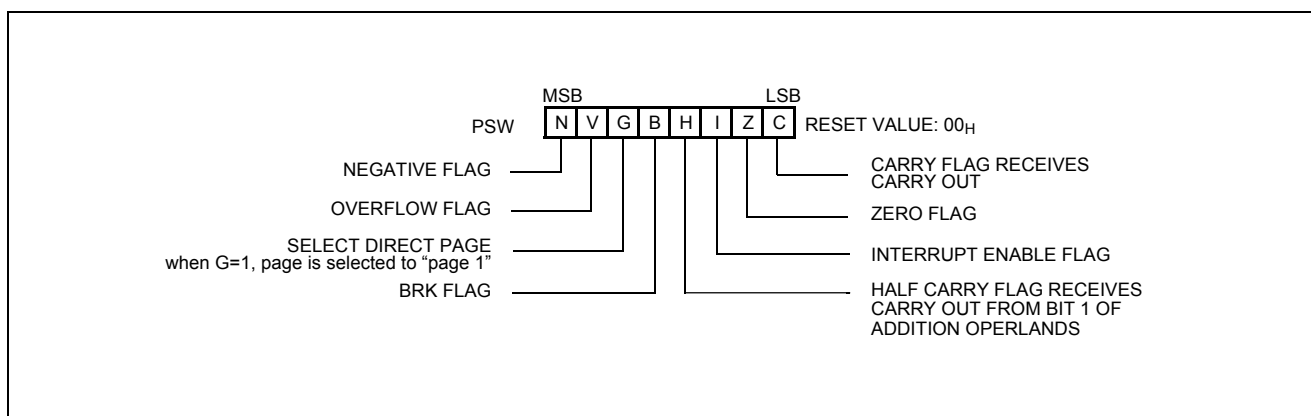 MSB LSB
PSW N V G B H I Z C RESET VALUE: 00H
NEGATIVE FLAG
OVERFLOW FLAG
SELECT DIRECT PAGE
when G=1, page is selected to “page 1”
BRK FLAG
CARRY FLAG RECEIVES
CARRY OUT
ZERO FLAG
INTERRUPT ENABLE FLAG
HALF CARRY FLAG RECEIVES
CARRY OUT FROM BIT 1 OF
ADDITION OPERLANDS